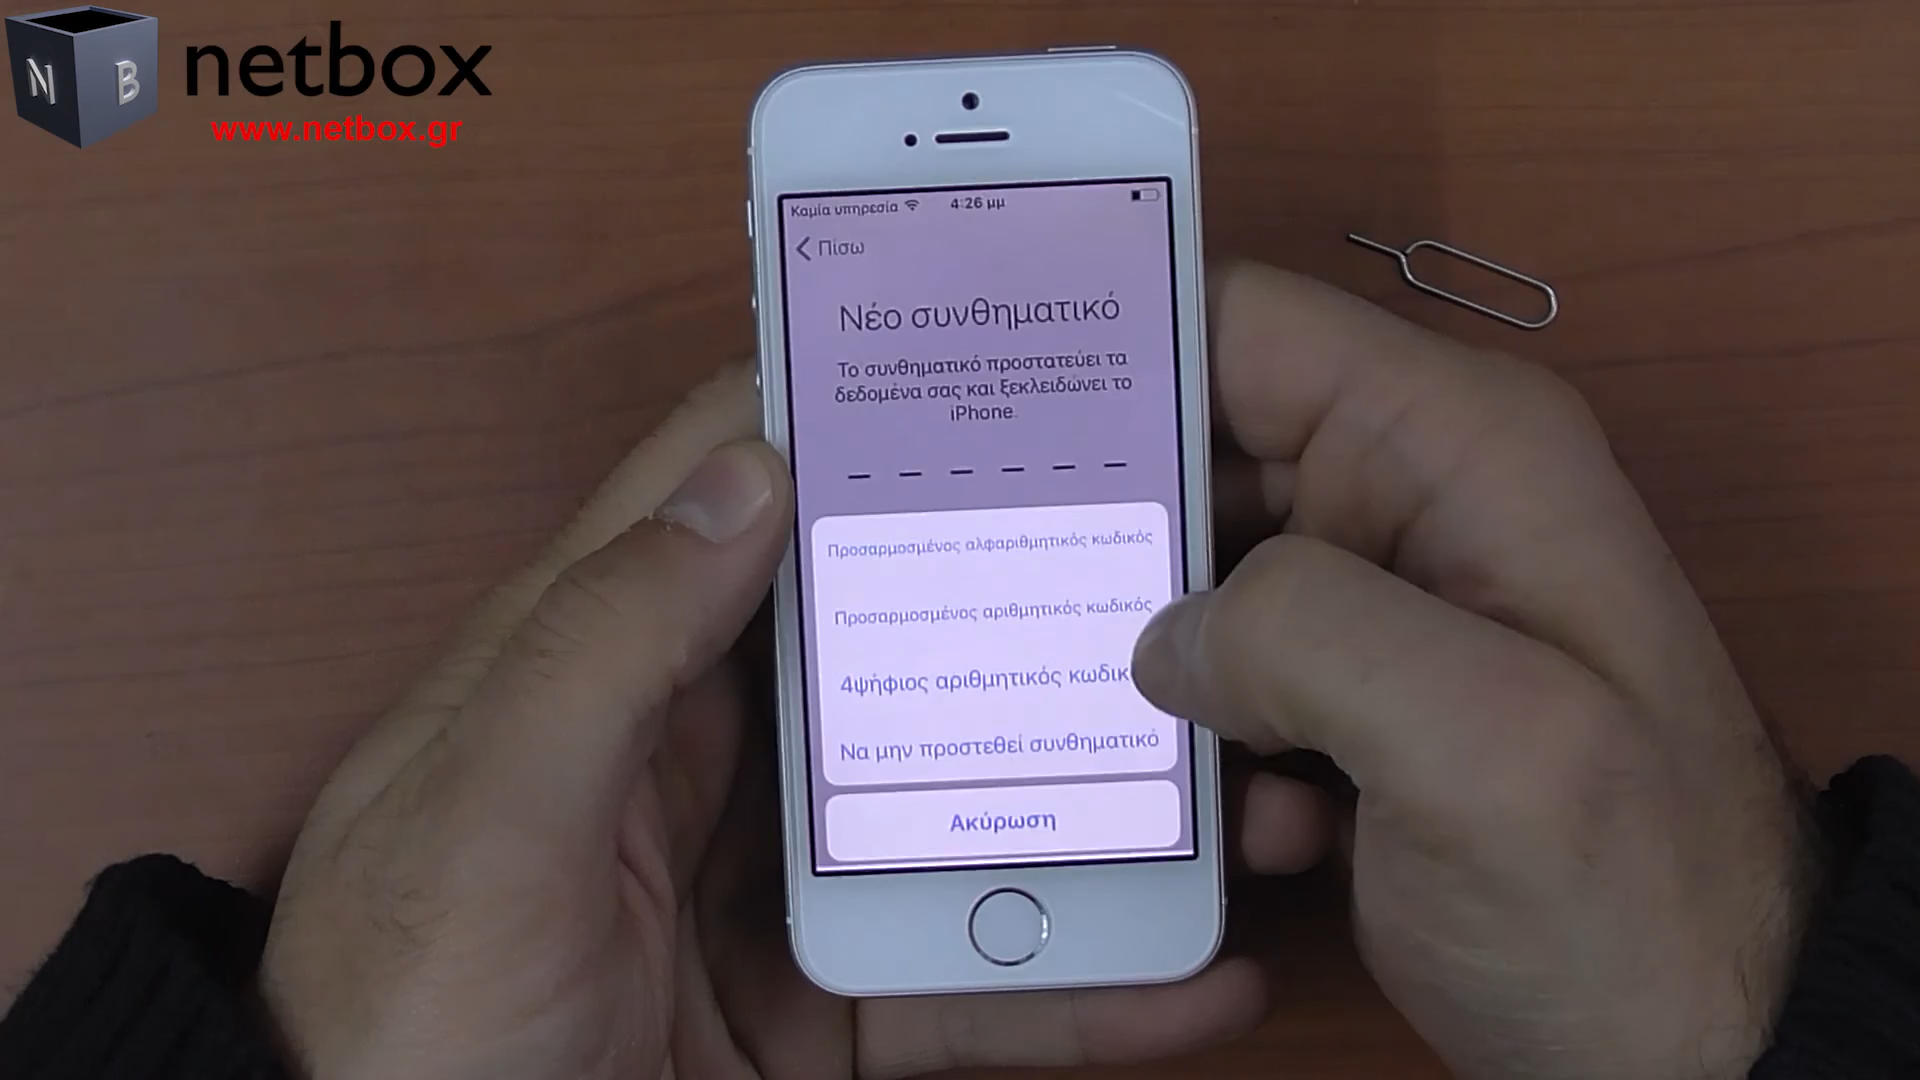 N B
netbox
www.netbox.gr
Καμία υπηρεσία 4:26 μμ
Πίσω
Νέο συνθηματικό
Το συνθηματικό προστατεύει τα
δεδομένα σας και ξεκλειδώνει το
iPhone.
Προσαρμοσμένος αλφαριθμητικός κωδικός
Προσαρμοσμένος αριθμητικός κωδικός
4ψήφιος αριθμητικός κωδικ
Να μην προστεθεί συνθηματικό
Ακύρωση